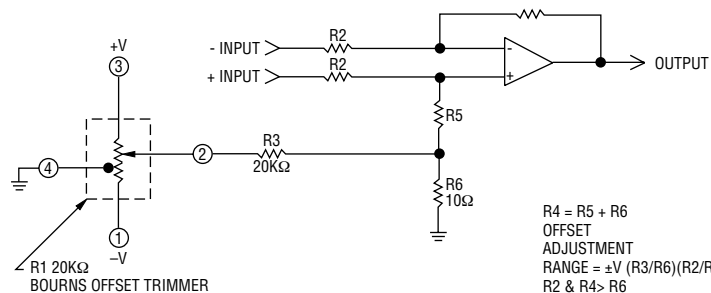 +V
3
4
2
1
–V
R1 20KΩ
BOURNS OFFSET TRIMMER
R3
20KΩ
- INPUT
R2
+ INPUT
R2
-
+
OUTPUT
R5
R6
10Ω
R4 = R5 + R6
OFFSET
ADJUSTMENT
RANGE = ±V (R3/R6)(R2/R
R2 & R4> R6